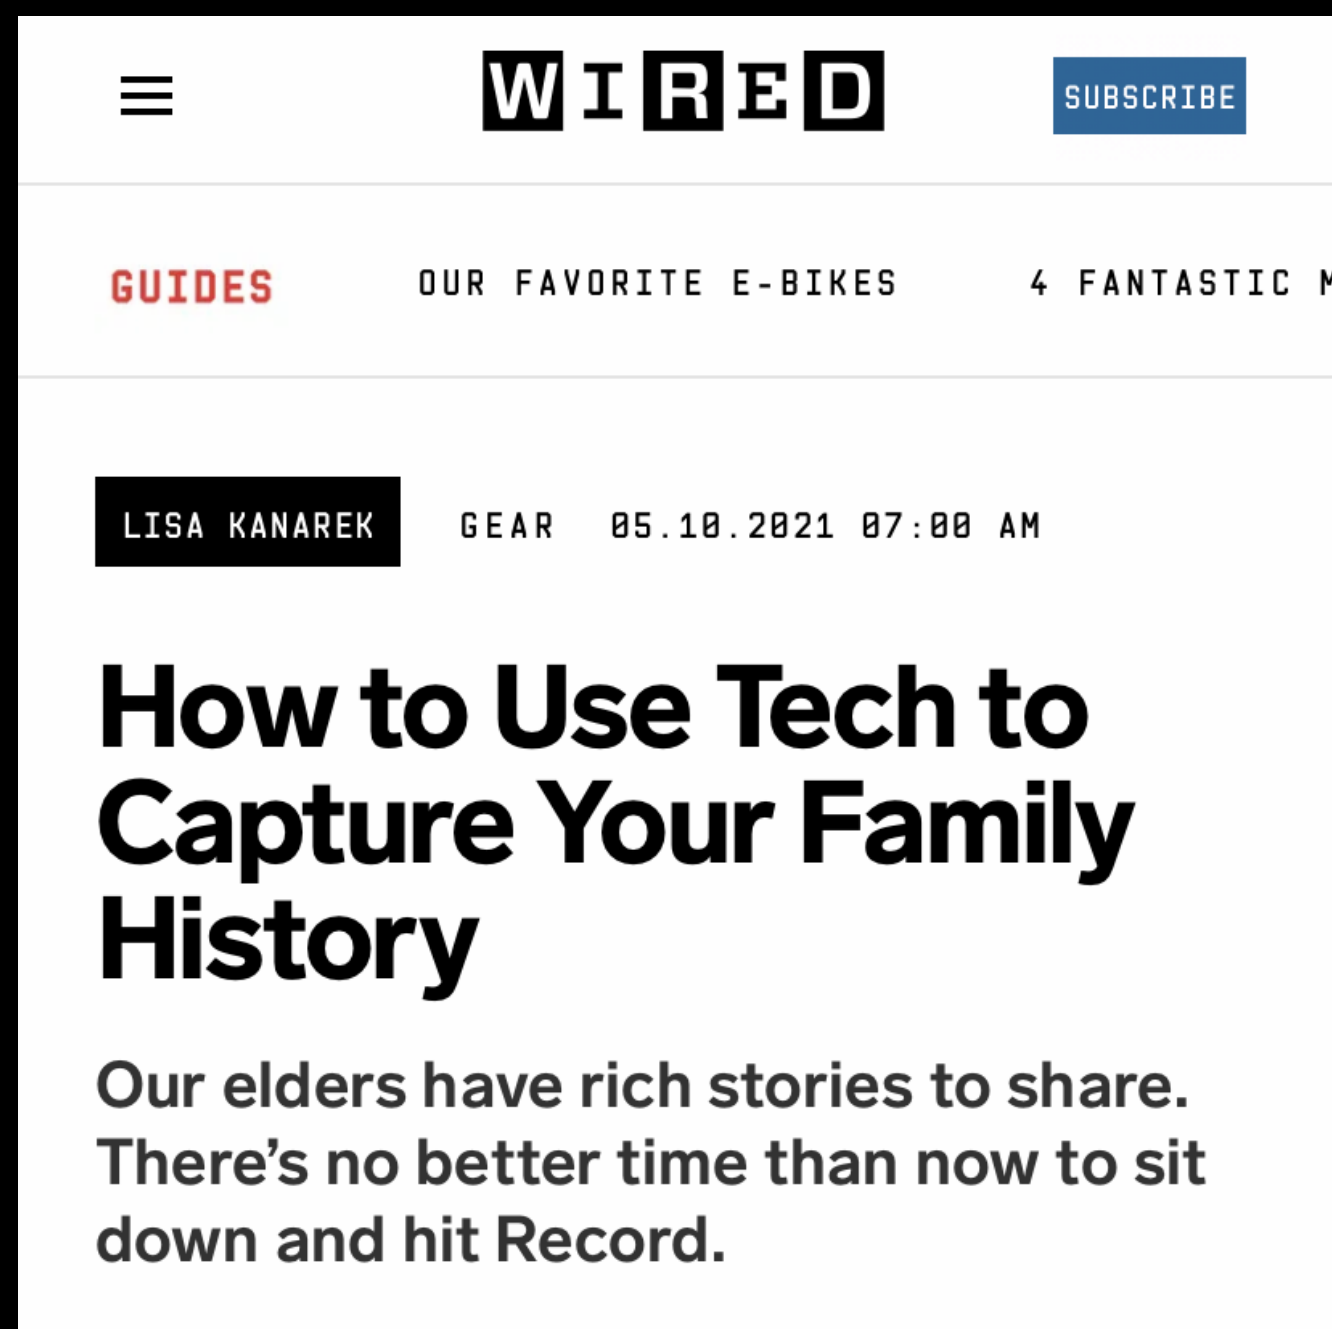 WIRED
SUBSCRIBE
GUIDES OUR FAVORITE E-BIKES 4 FANTASTIC
LISA KANAREK GEAR 05.10.2021 07:00 AM
How to Use Tech to
Capture Your Family
History
Our elders have rich stories to share.
There’s no better time than now to sit
down and hit Record.